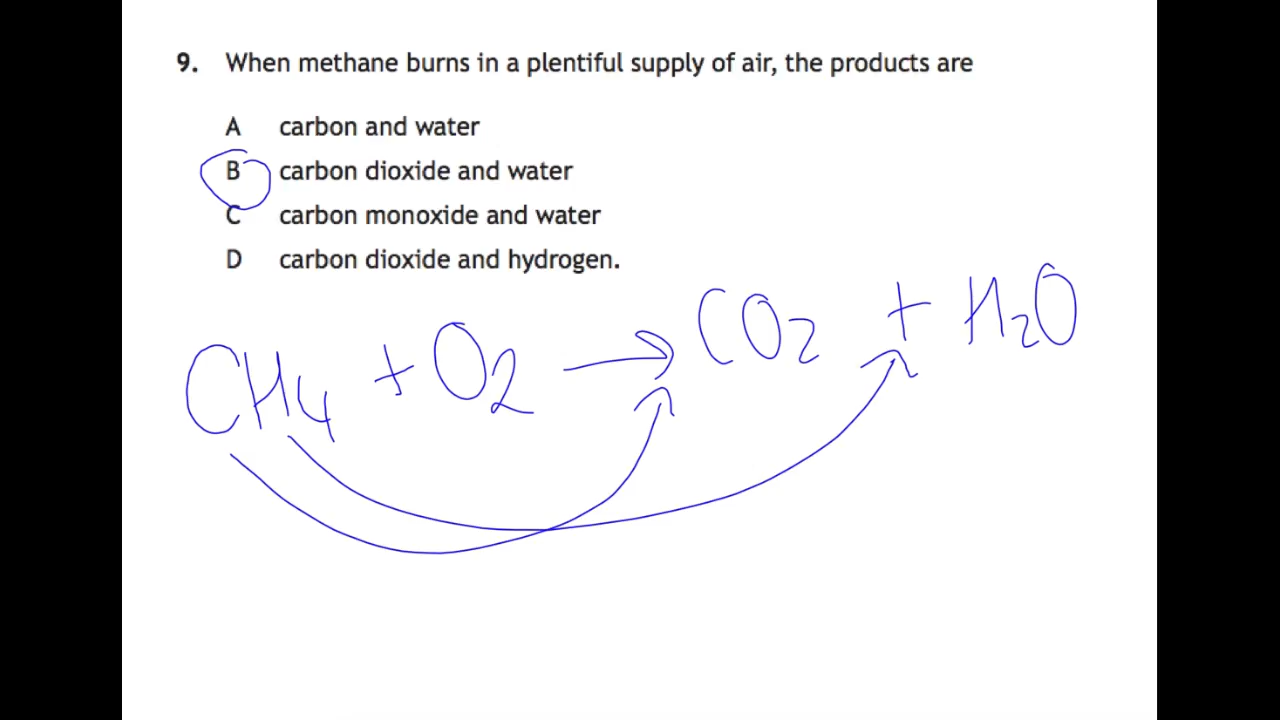 9. When methane burns in a plentiful supply of air, the products are
A carbon and water
B carbon dioxide and water
C carbon monoxide and water
D carbon dioxide and hydrogen.
CH4 + O2 → CO2 + H2O